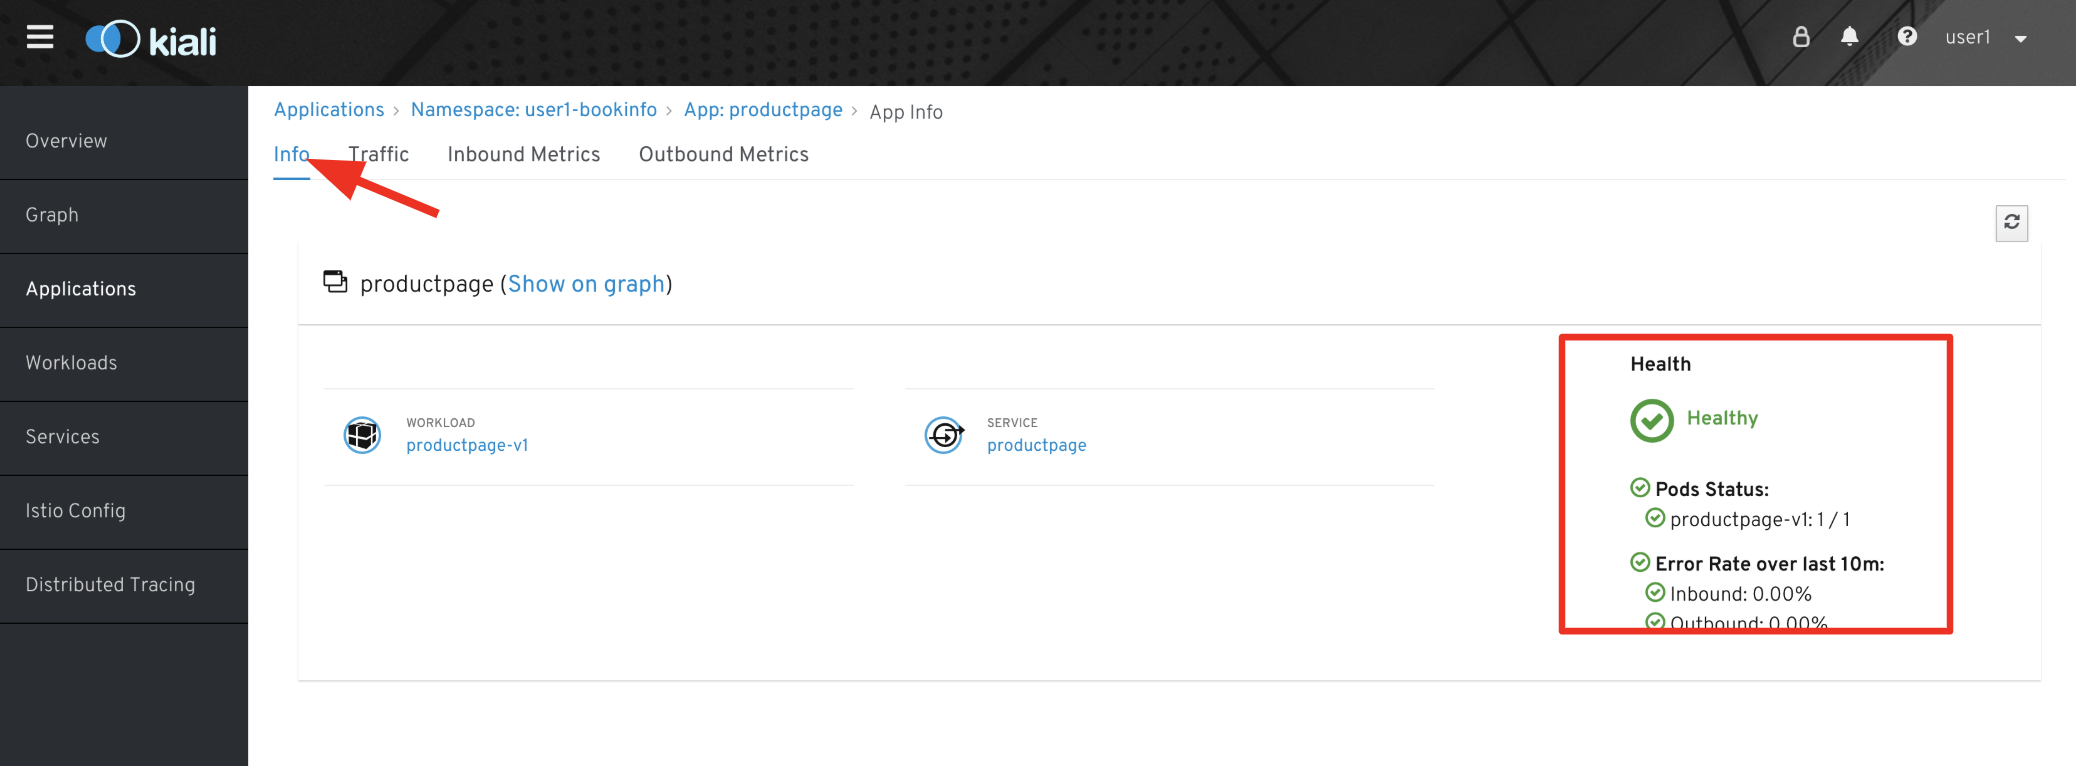 kiali
user1
Applications › Namespace: user1-bookinfo › App: productpage › App Info
Info Traffic Inbound Metrics Outbound Metrics
Overview
Graph
Applications
Workloads
Services
Istio Config
Distributed Tracing
productpage (Show on graph)
WORKLOAD
productpage-v1
SERVICE
productpage
Health
Healthy
Pods Status:
productpage-v1: 1 / 1
Error Rate over last 10m:
Inbound: 0.00%
Outbound: 0.00%